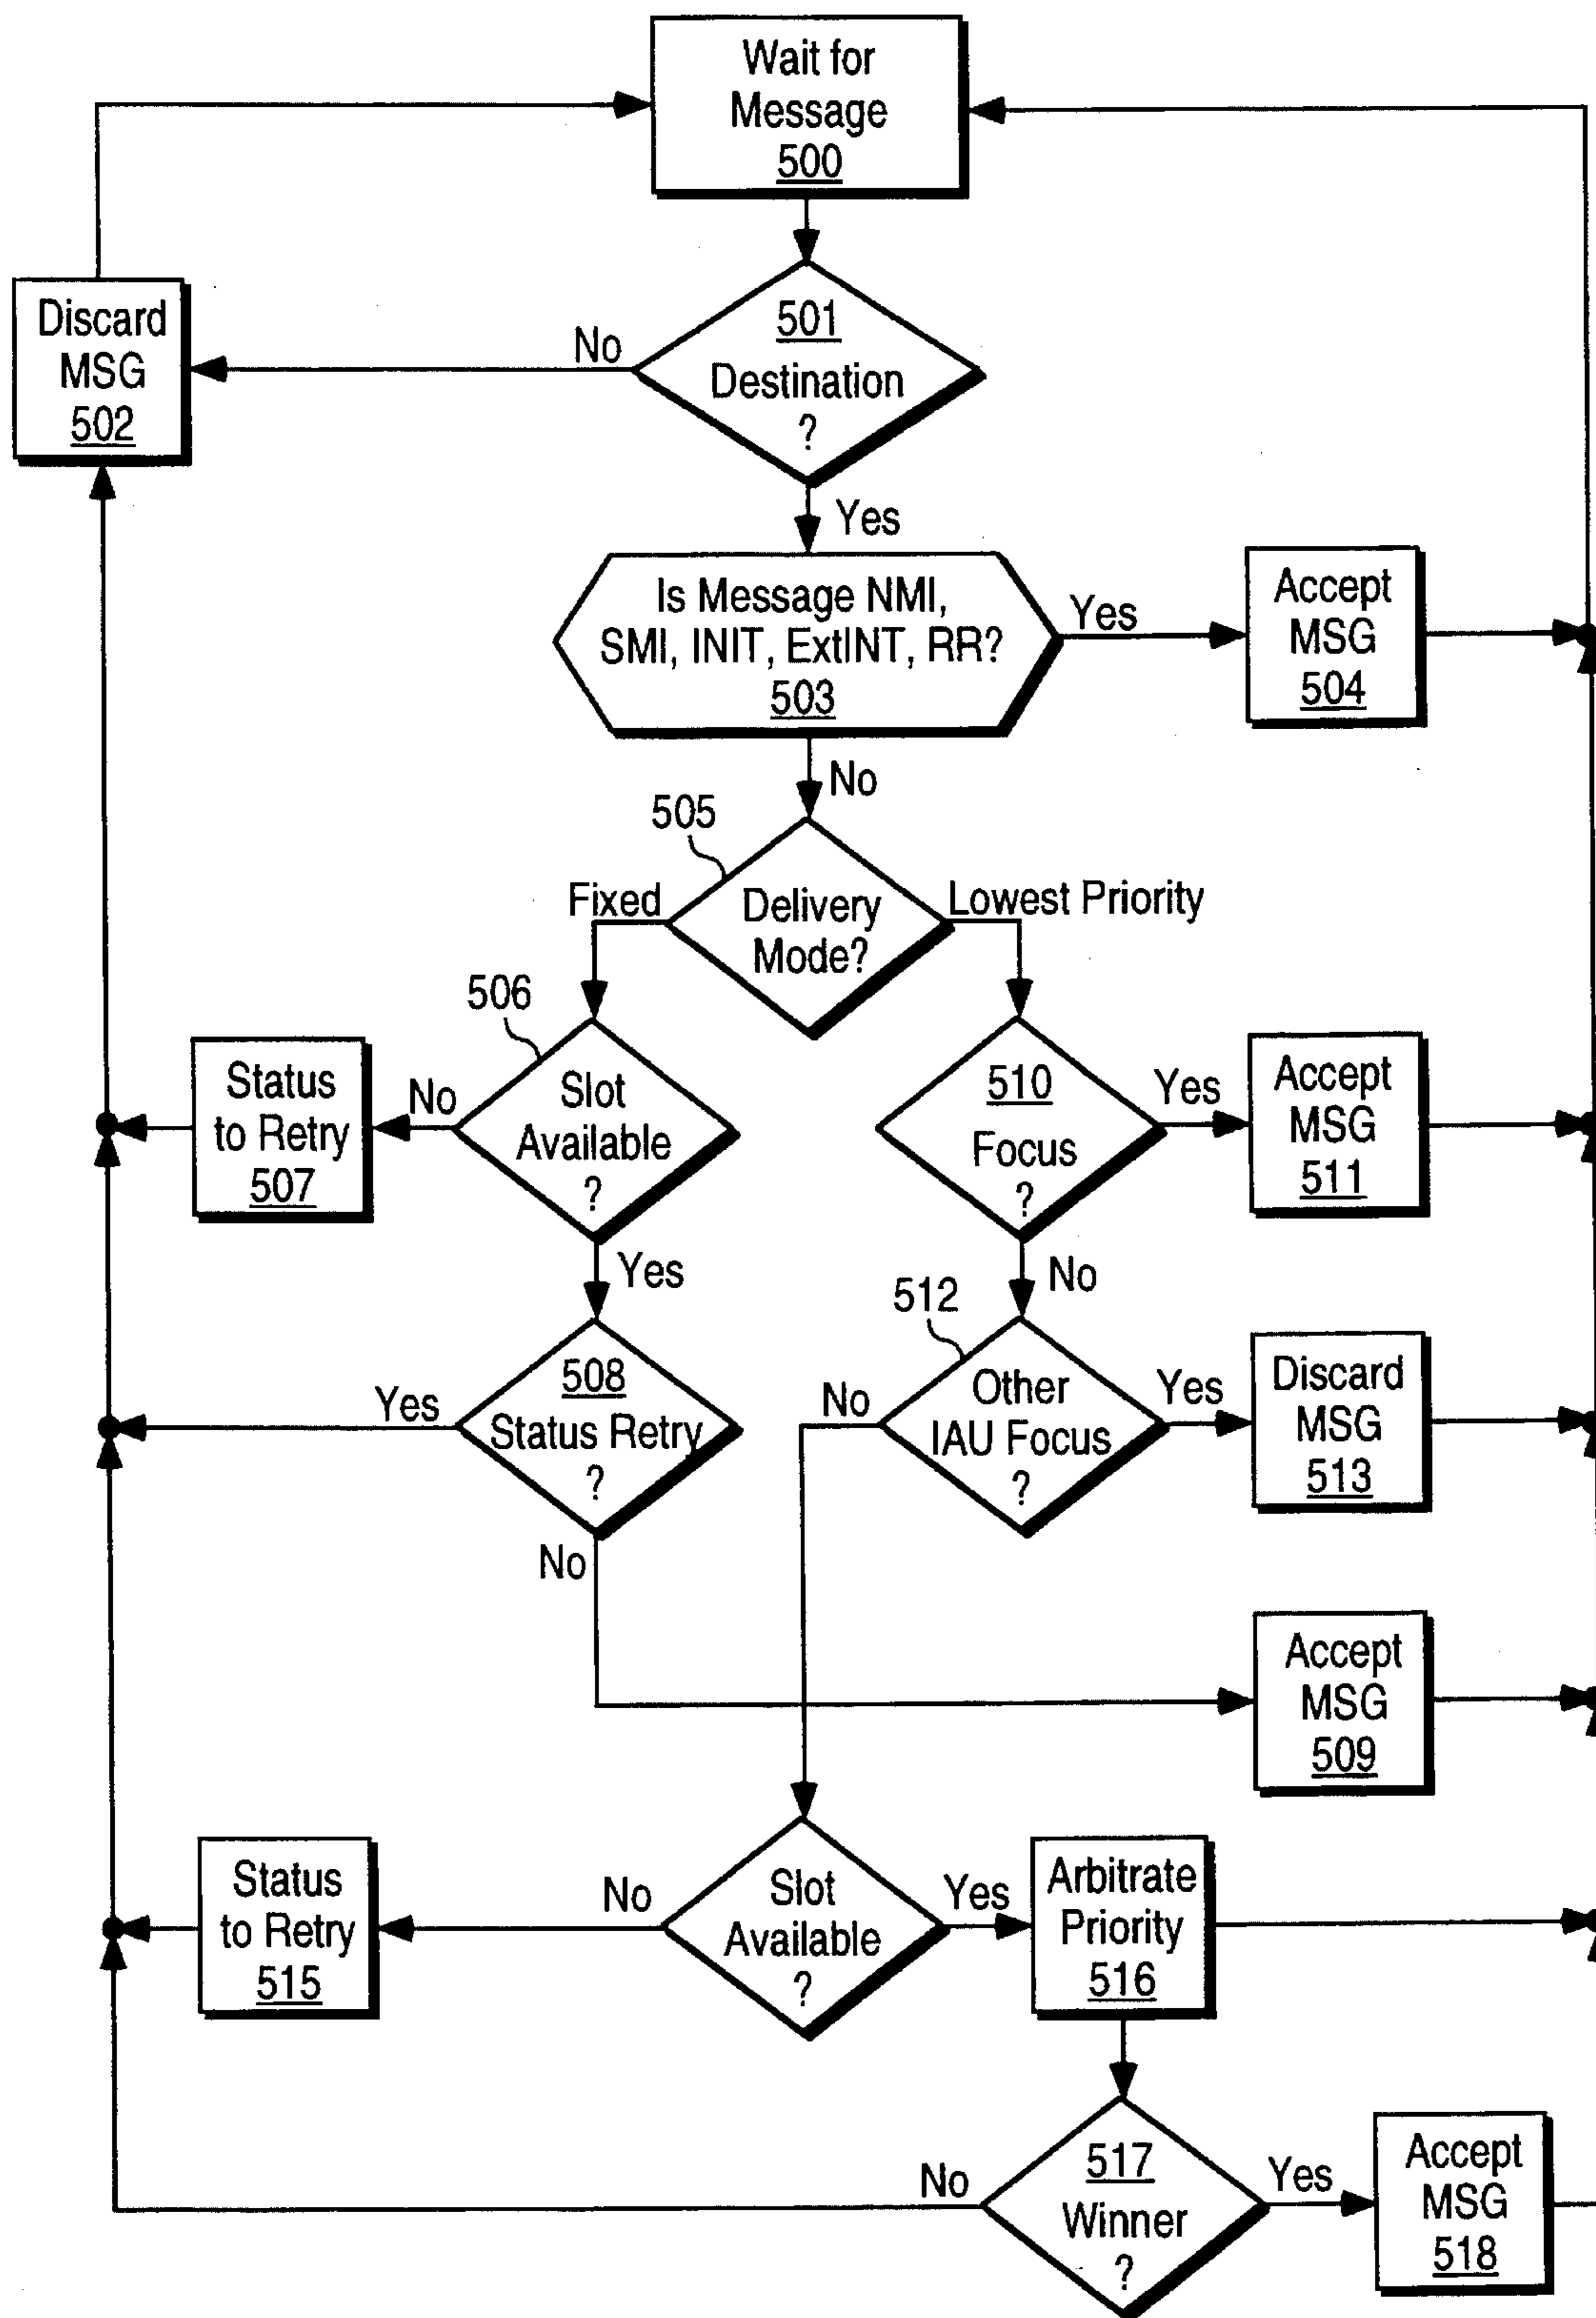 Wait for
Message
500
Discard
MSG
502
No
501
Destination
?
Yes
Is Message NMI,
SMI, INIT, ExtINT, RR?
503
Yes
Accept
MSG
504
No
505
Fixed
Delivery
Mode?
Lowest Priority
506
Status
to Retry
507
No
Slot
Available
?
510
Focus
?
Yes
Accept
MSG
511
Yes
No
512
Yes
508
Status Retry
?
No
Other
IAU Focus
?
Yes
Discard
MSG
513
No
Accept
MSG
509
Status
to Retry
515
No
Slot
Available
?
Yes
Arbitrate
Priority
516
No
517
Winner
?
Yes
Accept
MSG
518